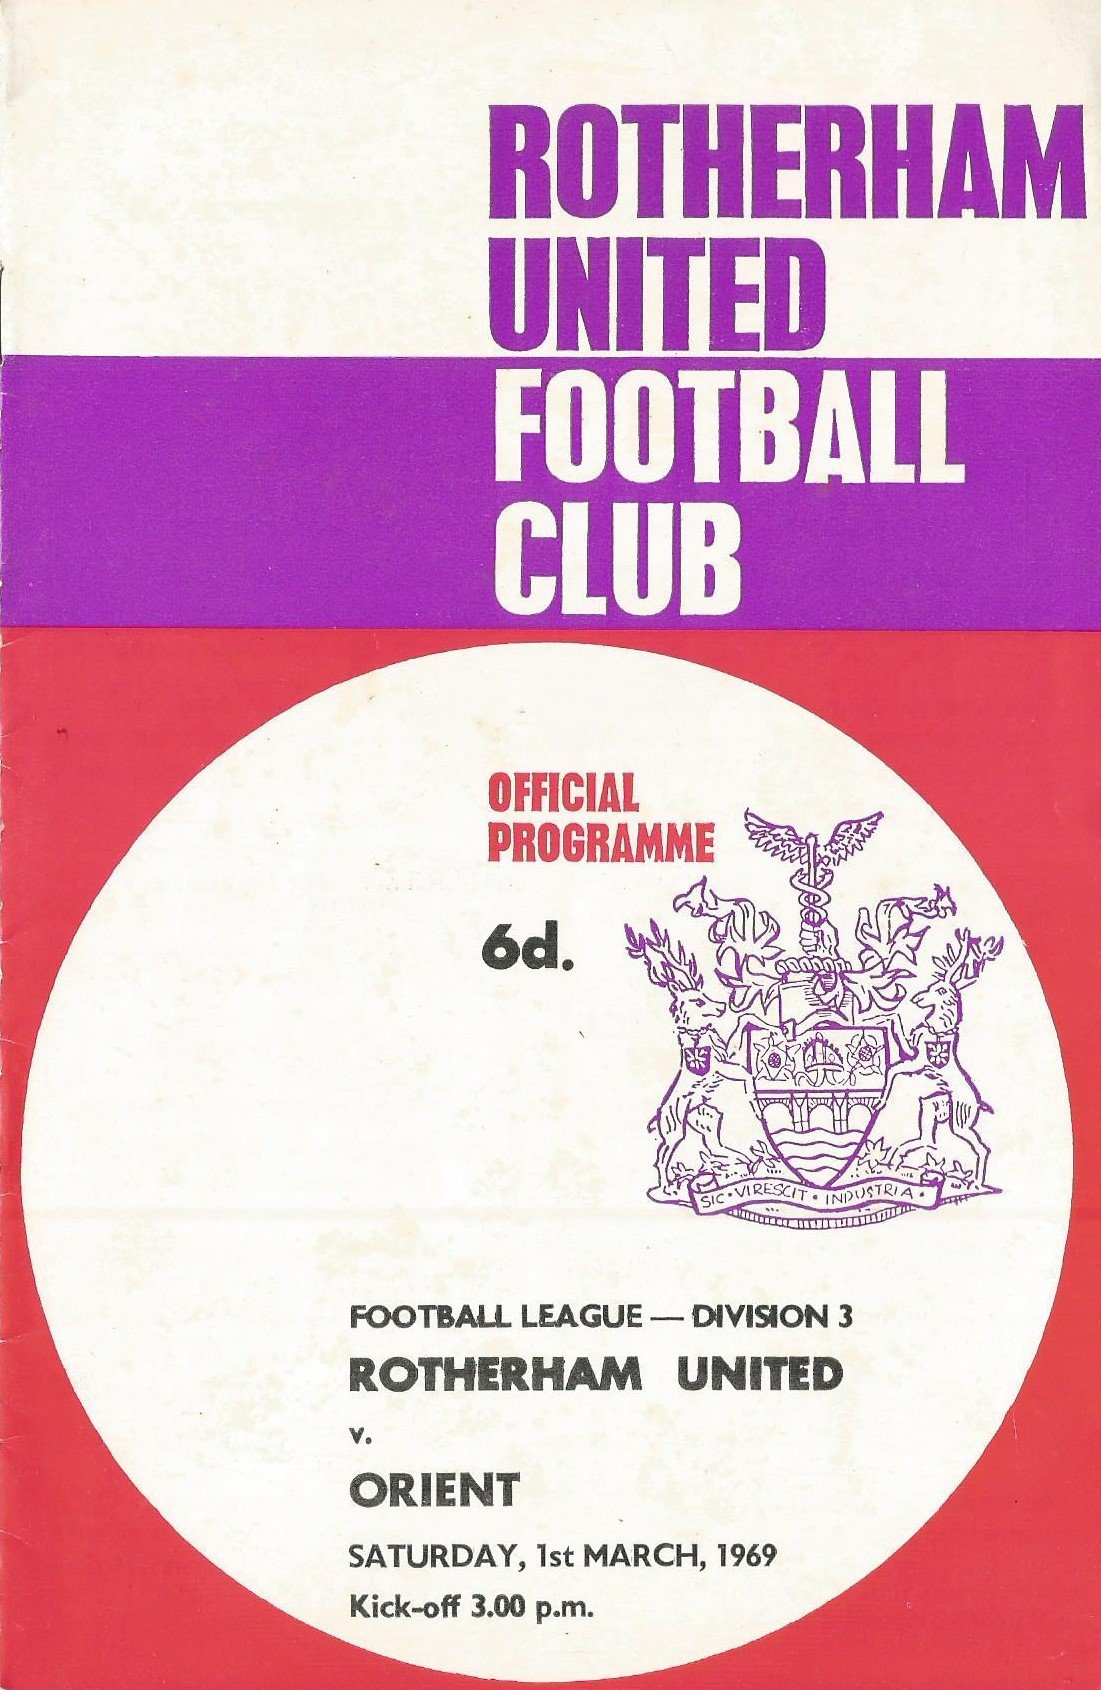 ROTHERHAM
UNITED
FOOTBALL
CLUB
OFFICIAL
PROGRAMME
6d.
SIC • VIRESCIT • INDUSTRIA •
FOOTBALL LEAGUE — DIVISION 3
ROTHERHAM UNITED
v.
ORIENT
SATURDAY, 1st MARCH, 1969
Kick-off 3.00 p.m.